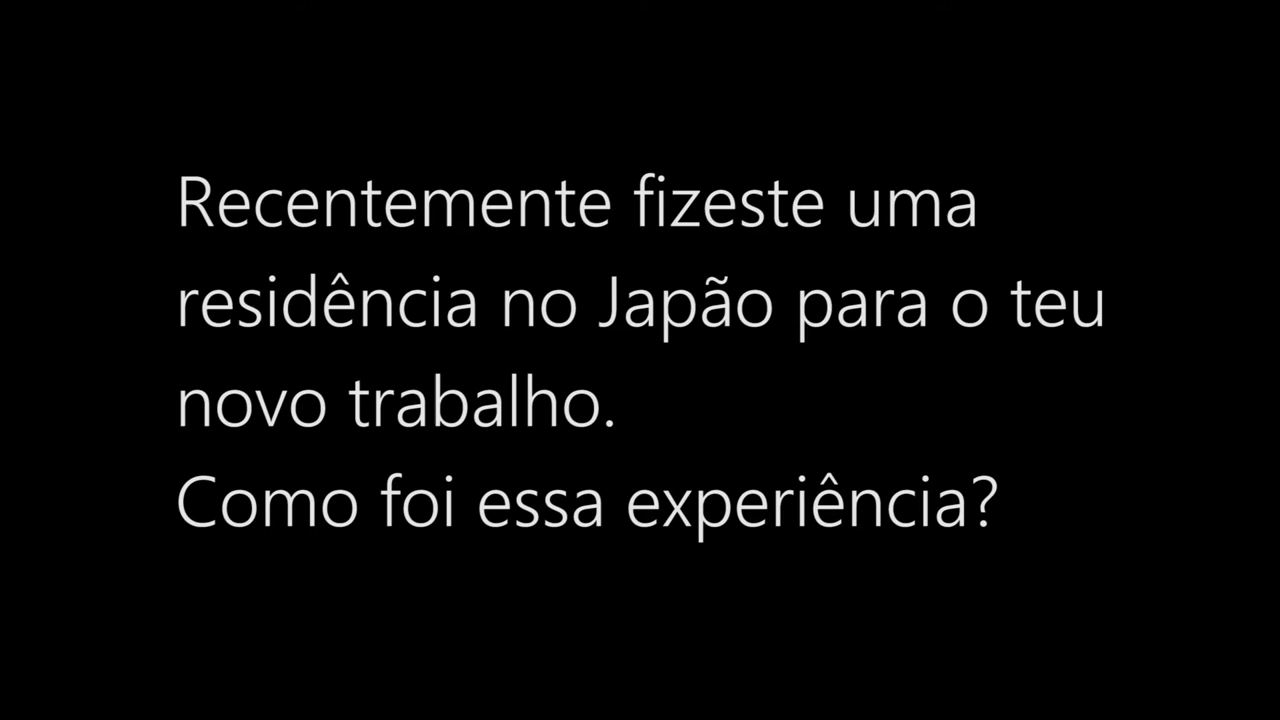 Recentemente fizeste uma
residência no Japão para o teu
novo trabalho.
Como foi essa experiência?